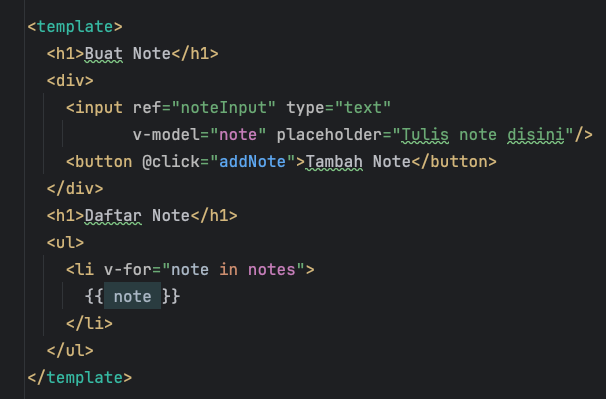 <template>
  <h1>Buat Note</h1>
  <div>
    <input ref="noteInput" type="text"
           v-model="note" placeholder="Tulis note disini"/>
    <button @click="addNote">Tambah Note</button>
  </div>
  <h1>Daftar Note</h1>
  <ul>
    <li v-for="note in notes">
      {{ note }}
    </li>
  </ul>
</template>